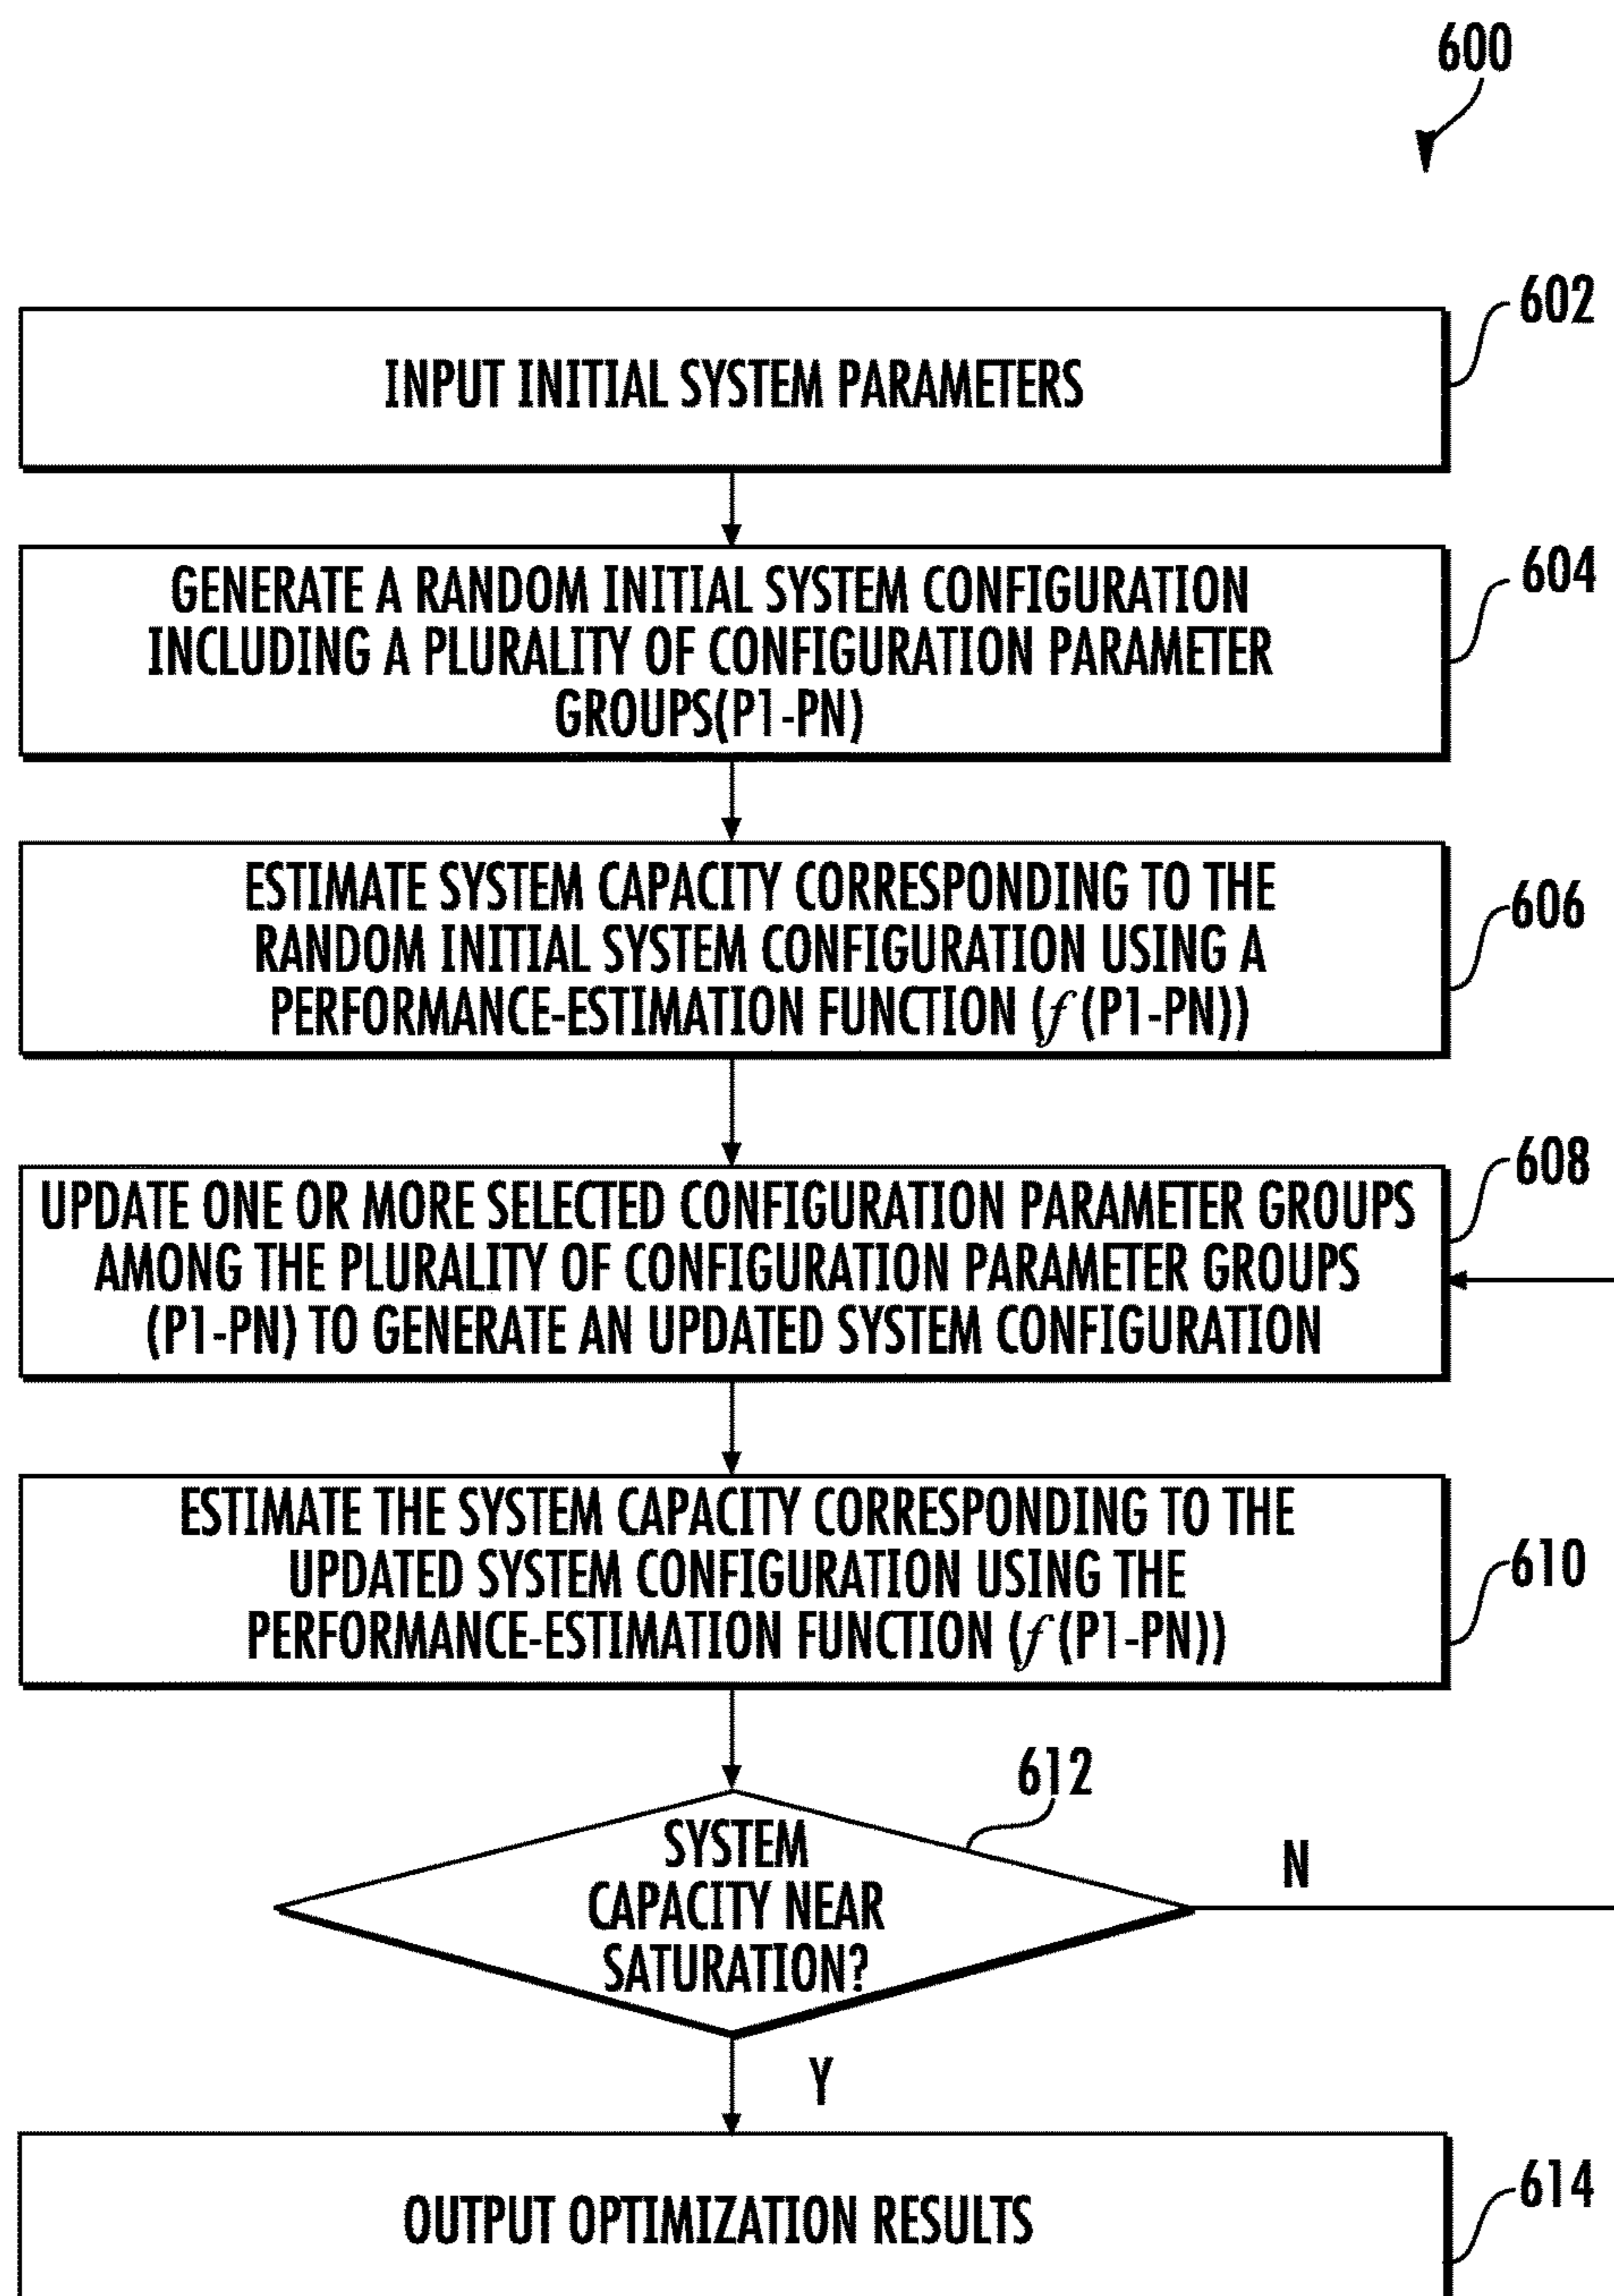 600
602
INPUT INITIAL SYSTEM PARAMETERS
604
GENERATE A RANDOM INITIAL SYSTEM CONFIGURATION
INCLUDING A PLURALITY OF CONFIGURATION PARAMETER
GROUPS(P1-PN)
ESTIMATE SYSTEM CAPACITY CORRESPONDING TO THE
606
RANDOM INITIAL SYSTEM CONFIGURATION USING A
PERFORMANCE-ESTIMATION FUNCTION (f (P1-PN))
608
UPDATE ONE OR MORE SELECTED CONFIGURATION PARAMETER GROUPS
AMONG THE PLURALITY OF CONFIGURATION PARAMETER GROUPS
(P1-PN) TO GENERATE AN UPDATED SYSTEM CONFIGURATION
ESTIMATE THE SYSTEM CAPACITY CORRESPONDING TO THE
610
UPDATED SYSTEM CONFIGURATION USING THE
PERFORMANCE-ESTIMATION FUNCTION (f (P1-PN))
612
SYSTEM
CAPACITY NEAR
SATURATION?
N
Y
614
OUTPUT OPTIMIZATION RESULTS